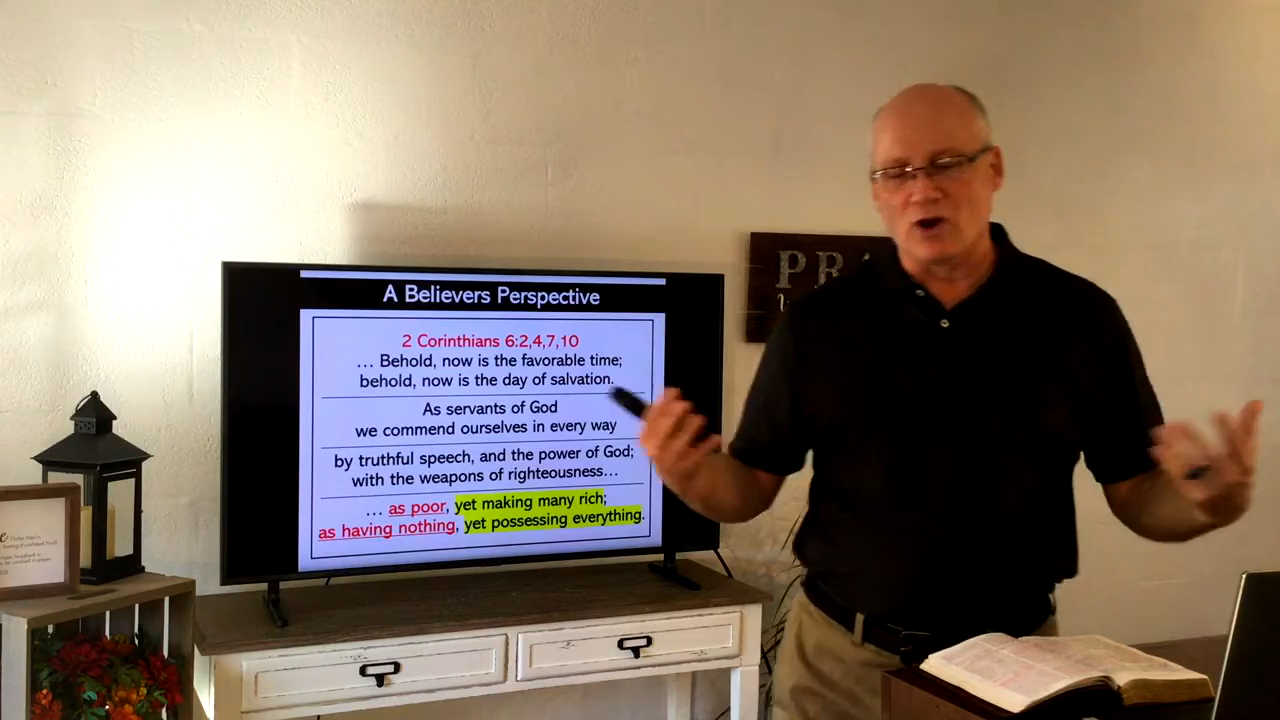 A Believers Perspective
2 Corinthians 6:2,4,7,10
… Behold, now is the favorable time;
behold, now is the day of salvation.
As servants of God
we commend ourselves in every way
by truthful speech, and the power of God;
with the weapons of righteousness…
… as poor, yet making many rich;
as having nothing, yet possessing everything.
PRA